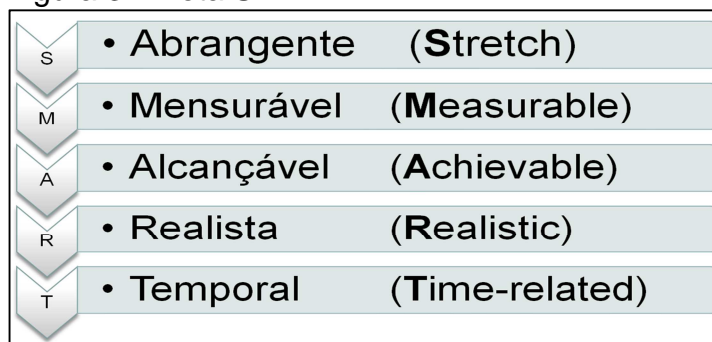 S • Abrangente (Stretch)
M • Mensurável (Measurable)
A • Alcançável (Achievable)
R • Realista (Realistic)
T • Temporal (Time-related)